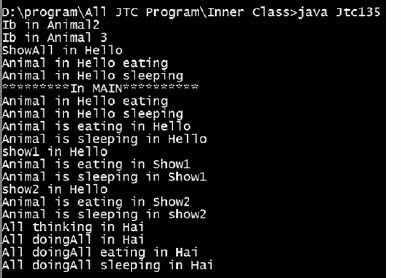 D:\program\All JTC Program\Inner Class>java Jtc135
Ib in Animal2
Ib in Animal 3
ShowAll in Hello
Animal in Hello eating
Animal in Hello sleeping
*********In MAIN**********
Animal in Hello eating
Animal in Hello sleeping
Animal is eating in Hello
Animal is sleeping in Hello
show1 in Hello
Animal is eating in Show1
Animal is sleeping in Show1
show2 in Hello
Animal is eating in Show2
Animal is sleeping in show2
All thinking in Hai
All doingAll in Hai
All doingAll eating in Hai
All doingAll sleeping in Hai